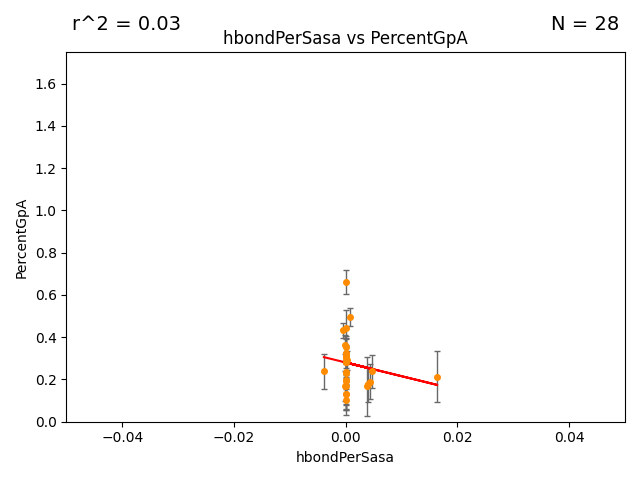 r^2 = 0.03
N = 28
hbondPerSasa vs PercentGpA
1.6
1.4
1.2
1.0
0.8
0.6
0.4
0.2
0.0
PercentGpA
−0.04
−0.02
0.00
0.02
0.04
hbondPerSasa